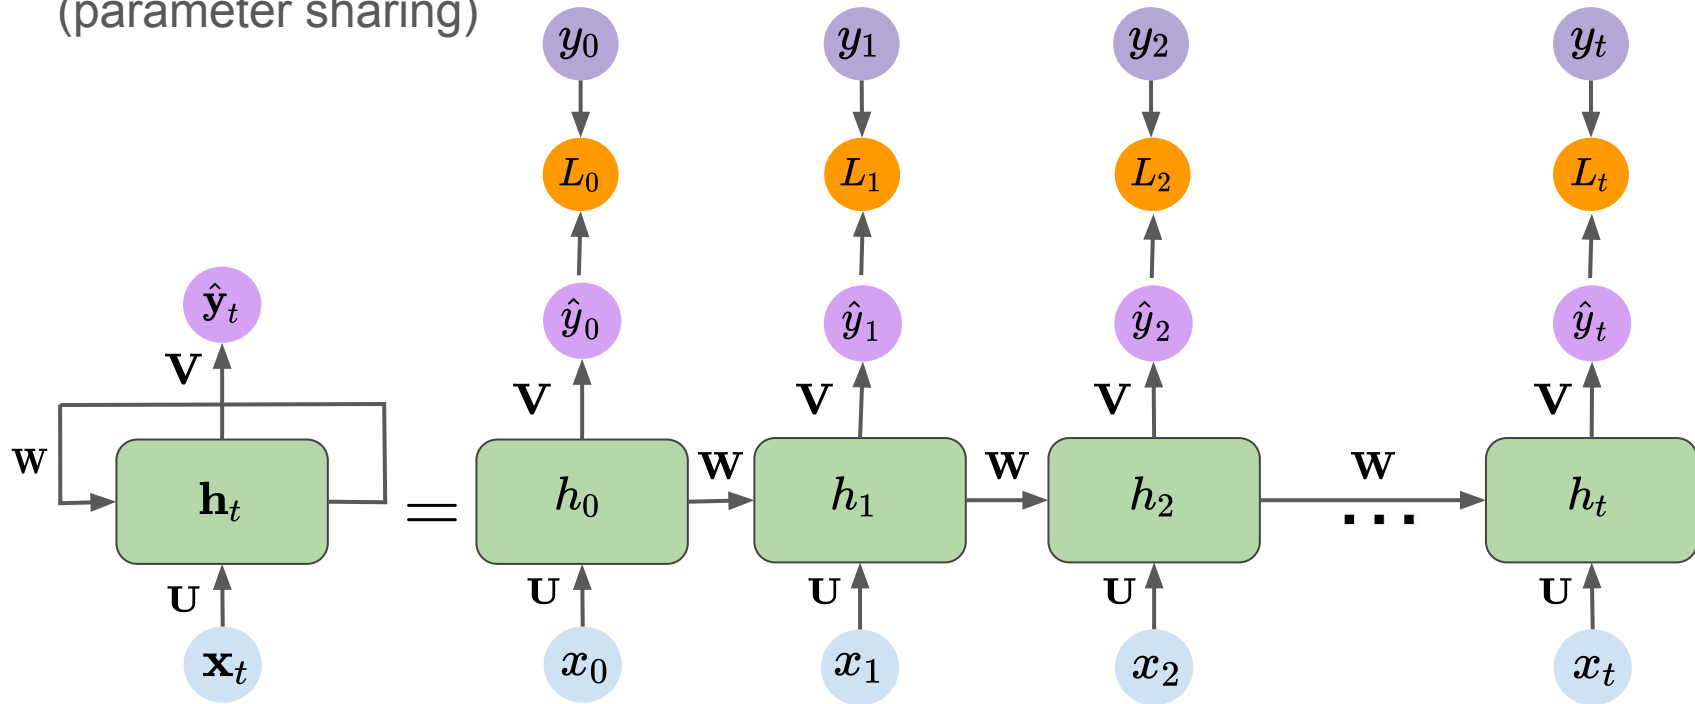 (parameter sharing)
y₀ y₁ y₂ yₜ
L₀ L₁ L₂ Lₜ
ŷₜ ŷ₀ ŷ₁ ŷ₂ ŷₜ
V V V V V
W W W W
hₜ = h₀ h₁ h₂ ... hₜ
U U U U U
xₜ x₀ x₁ x₂ xₜ